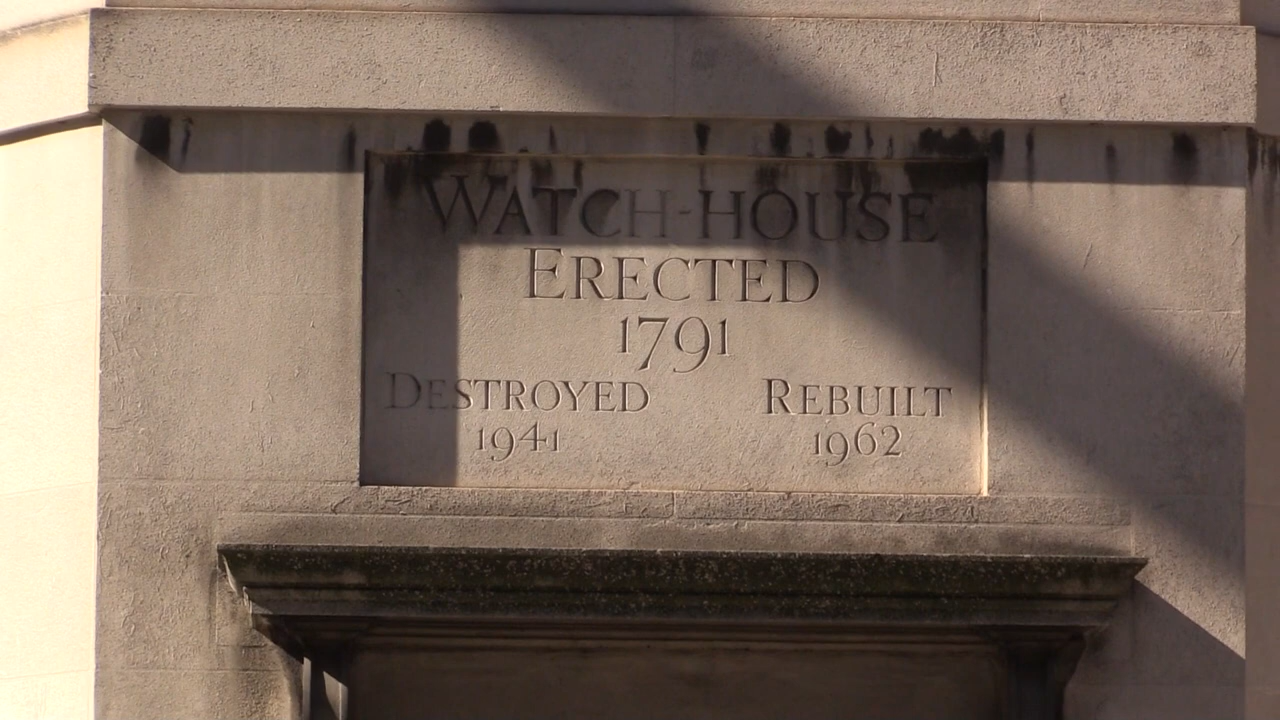 WATCH-HOUSE
ERECTED
1791
DESTROYED REBUILT
1941 1962